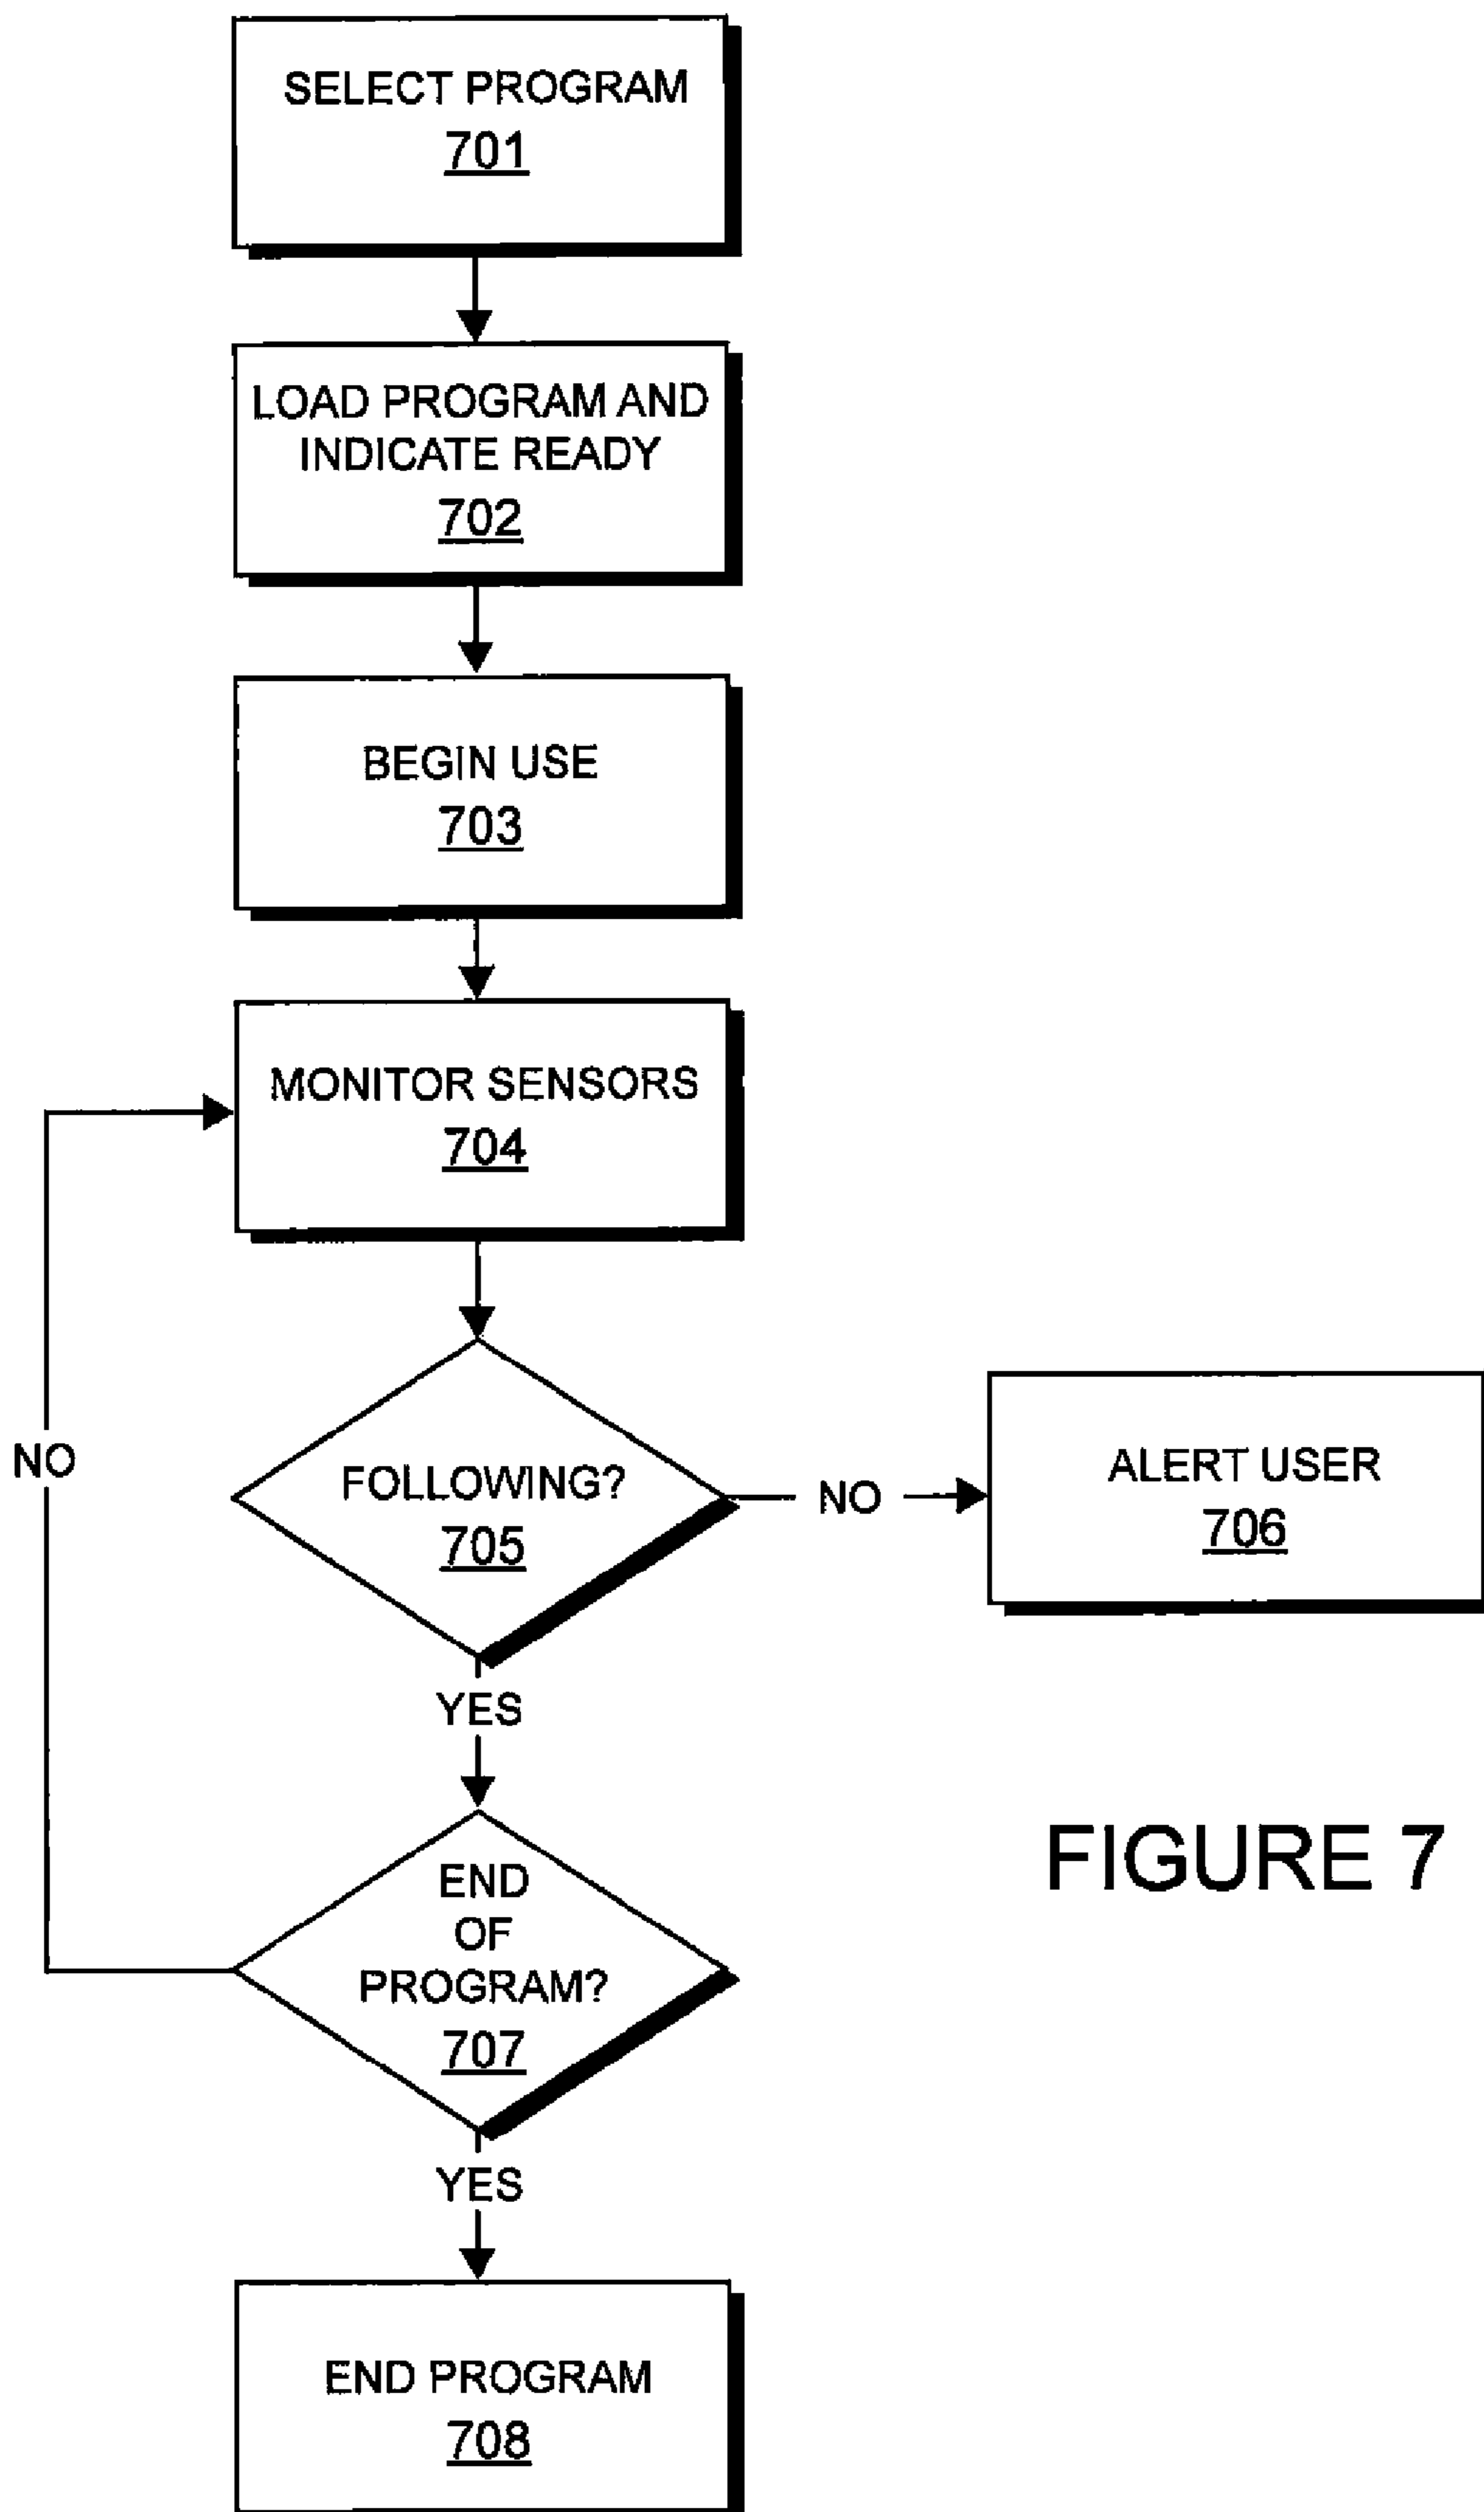 SELECT PROGRAM
701
LOAD PROGRAM AND
INDICATE READY
702
BEGIN USE
703
MONITOR SENSORS
704
FOLLOWING?
705
NO
NO
ALERT USER
706
YES
END
OF
PROGRAM?
707
YES
END PROGRAM
708
FIGURE 7